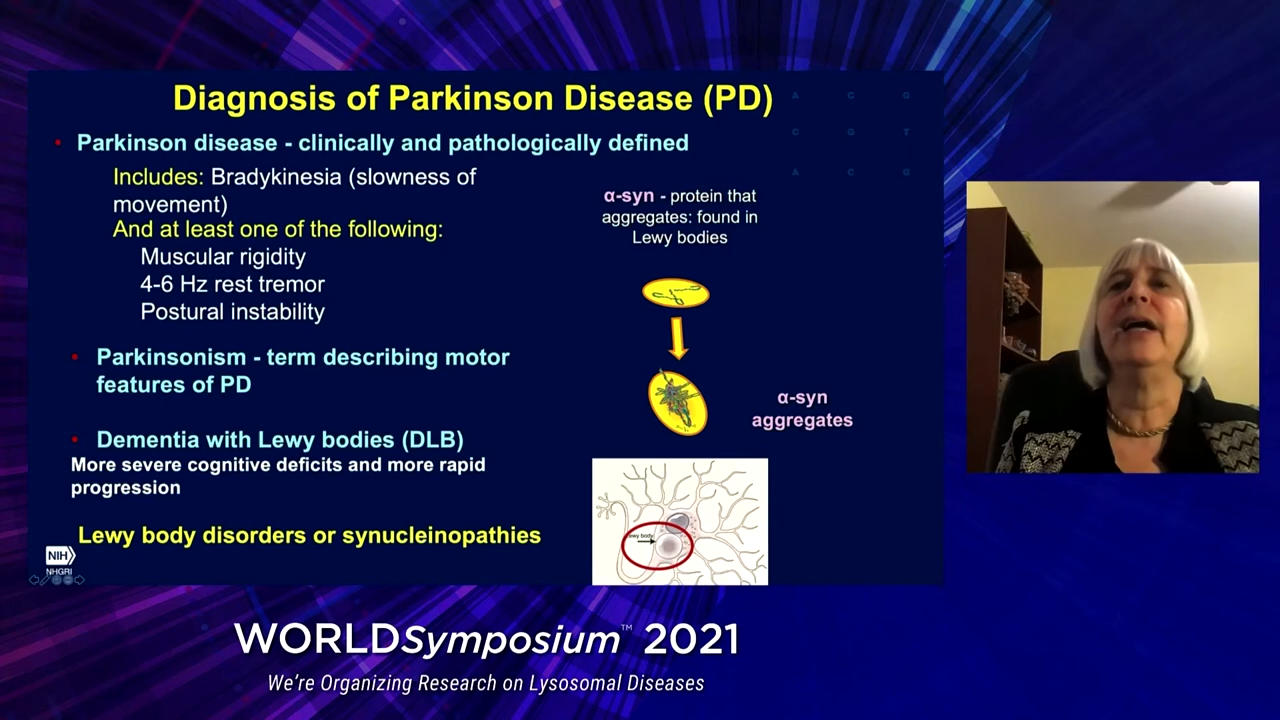 Diagnosis of Parkinson Disease (PD)
A C G
C G T
A C G
• Parkinson disease - clinically and pathologically defined
Includes: Bradykinesia (slowness of
movement)
And at least one of the following:
Muscular rigidity
4-6 Hz rest tremor
Postural instability
• Parkinsonism - term describing motor
features of PD
• Dementia with Lewy bodies (DLB)
More severe cognitive deficits and more rapid
progression
Lewy body disorders or synucleinopathies
α-syn - protein that
aggregates: found in
Lewy bodies
α-syn
aggregates
lewy body
NIH
NHGRI
WORLDSymposium™ 2021
We're Organizing Research on Lysosomal Diseases